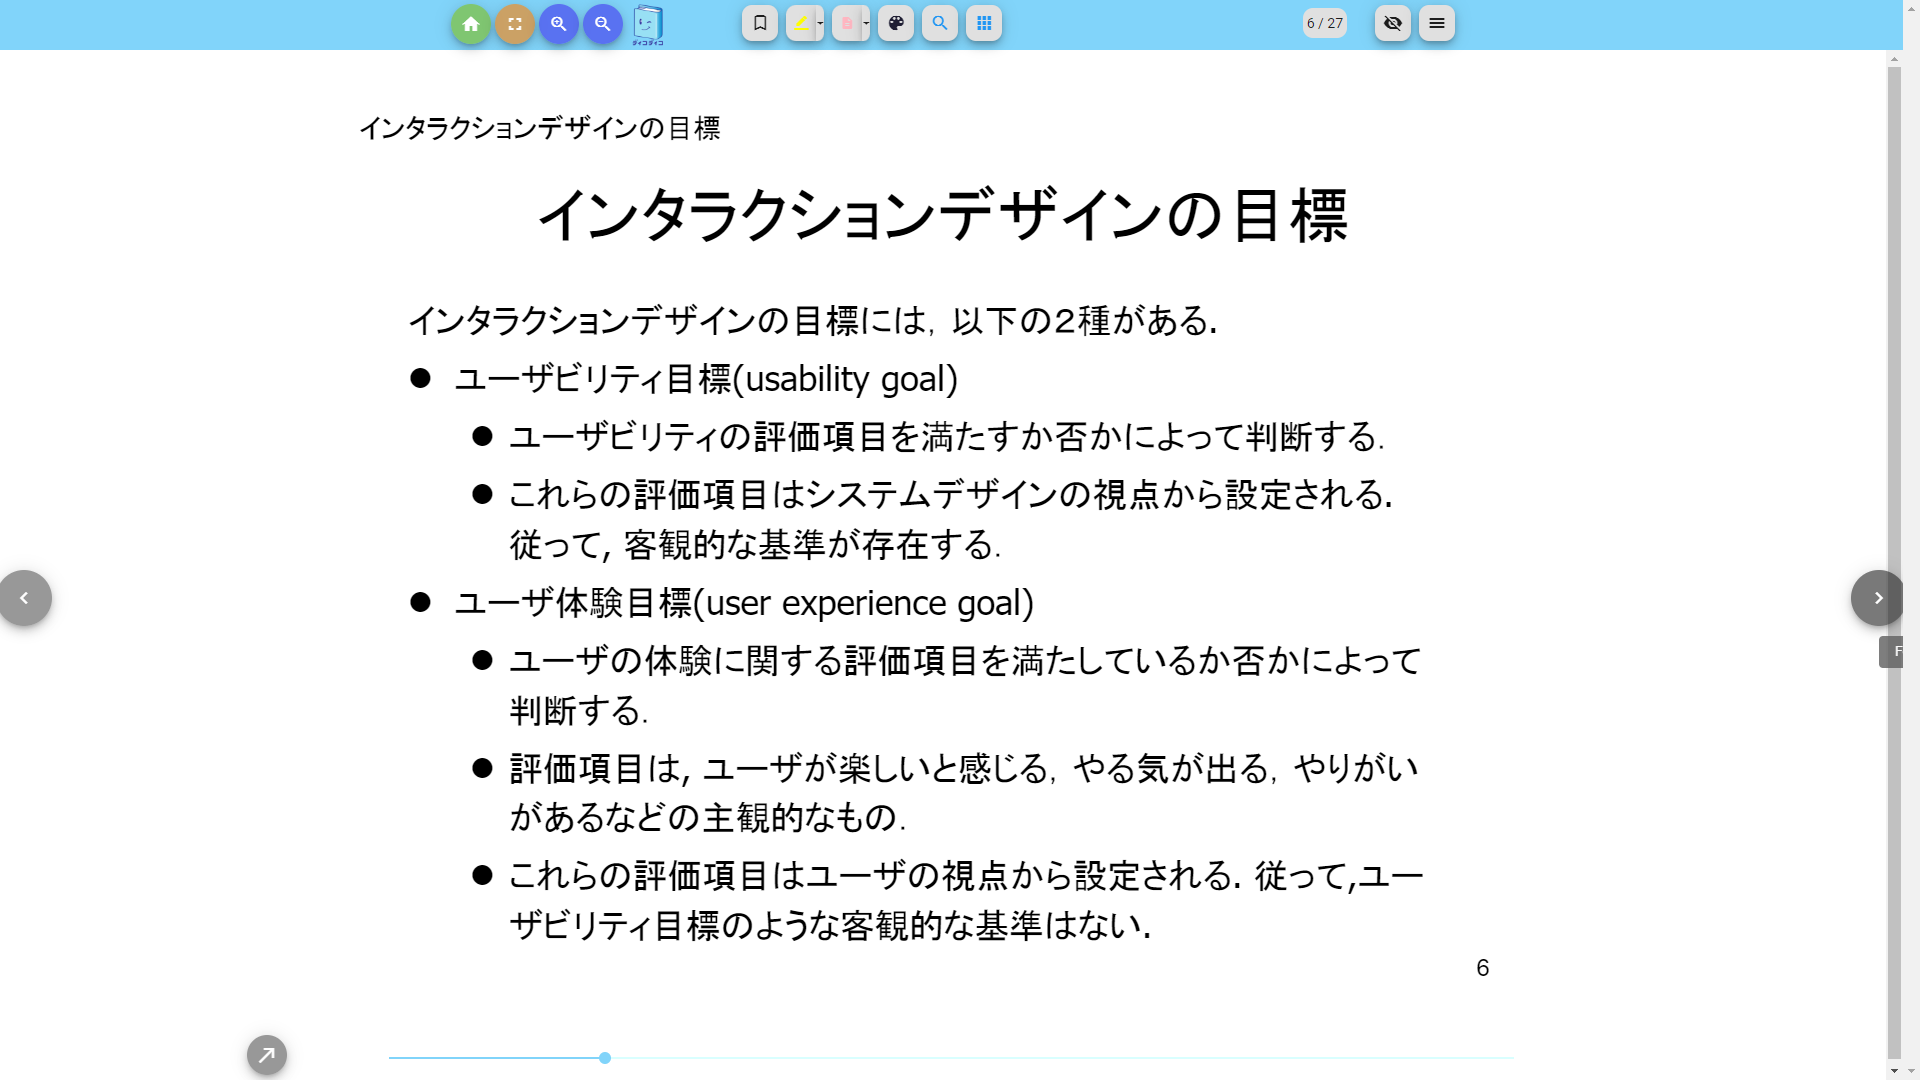 6 / 27
ディコディコ
インタラクションデザインの目標
インタラクションデザインの目標
インタラクションデザインの目標には, 以下の2種がある.
● ユーザビリティ目標(usability goal)
● ユーザビリティの評価項目を満たすか否かによって判断する.
● これらの評価項目はシステムデザインの視点から設定される.
従って, 客観的な基準が存在する.
● ユーザ体験目標(user experience goal)
● ユーザの体験に関する評価項目を満たしているか否かによって
判断する.
● 評価項目は, ユーザが楽しいと感じる, やる気が出る, やりがい
があるなどの主観的なもの.
● これらの評価項目はユーザの視点から設定される. 従って,ユー
ザビリティ目標のような客観的な基準はない.
F
6